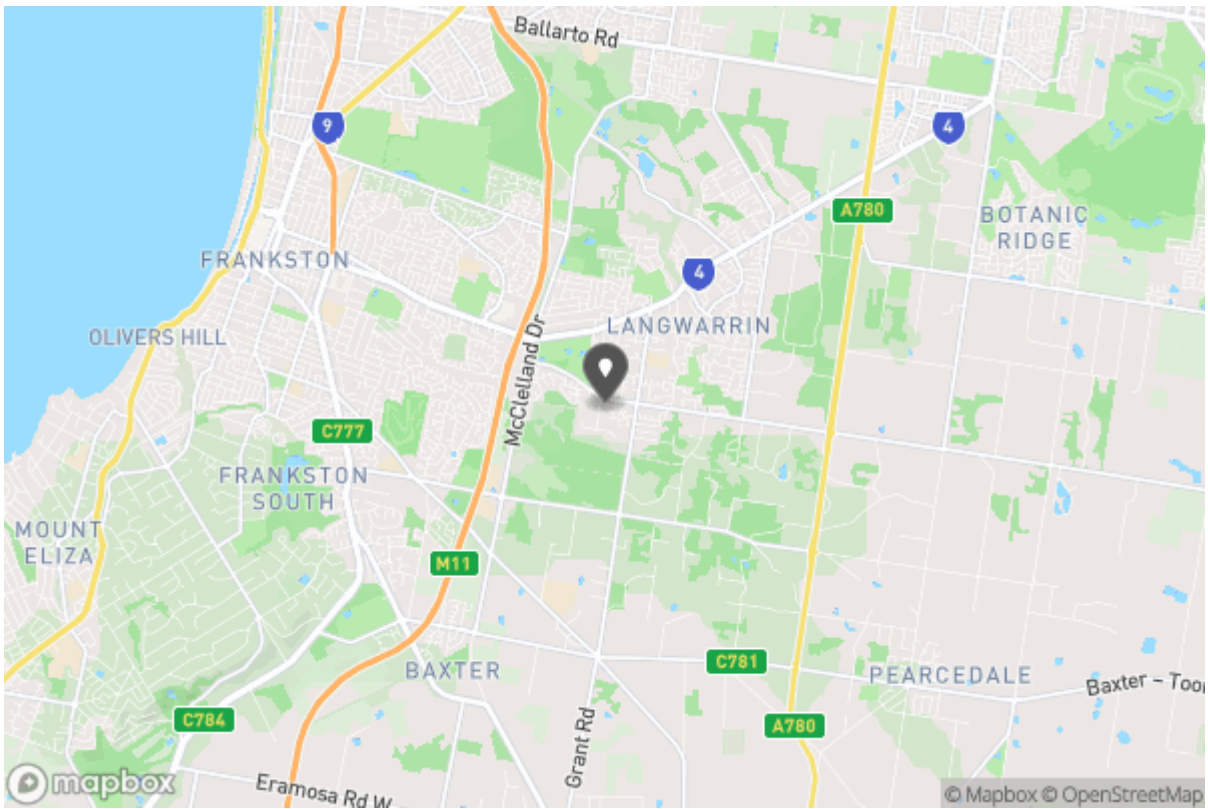 Ballarto Rd
9
4
A780
BOTANIC
RIDGE
FRANKSTON
4
LANGWARRIN
OLIVERS HILL
McClelland Dr
C777
FRANKSTON
SOUTH
MOUNT
ELIZA
M11
C781
BAXTER
PEARCEDALE
Baxter – Toor
C784
A780
Grant Rd
Eramosa Rd W
mapbox
© Mapbox © OpenStreetMap